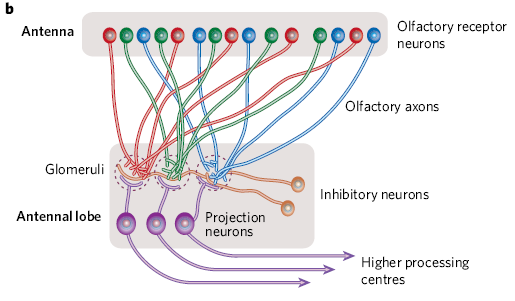 b
Antenna
Olfactory receptor
neurons
Olfactory axons
Glomeruli
Inhibitory neurons
Antennal lobe
Projection
neurons
Higher processing
centres